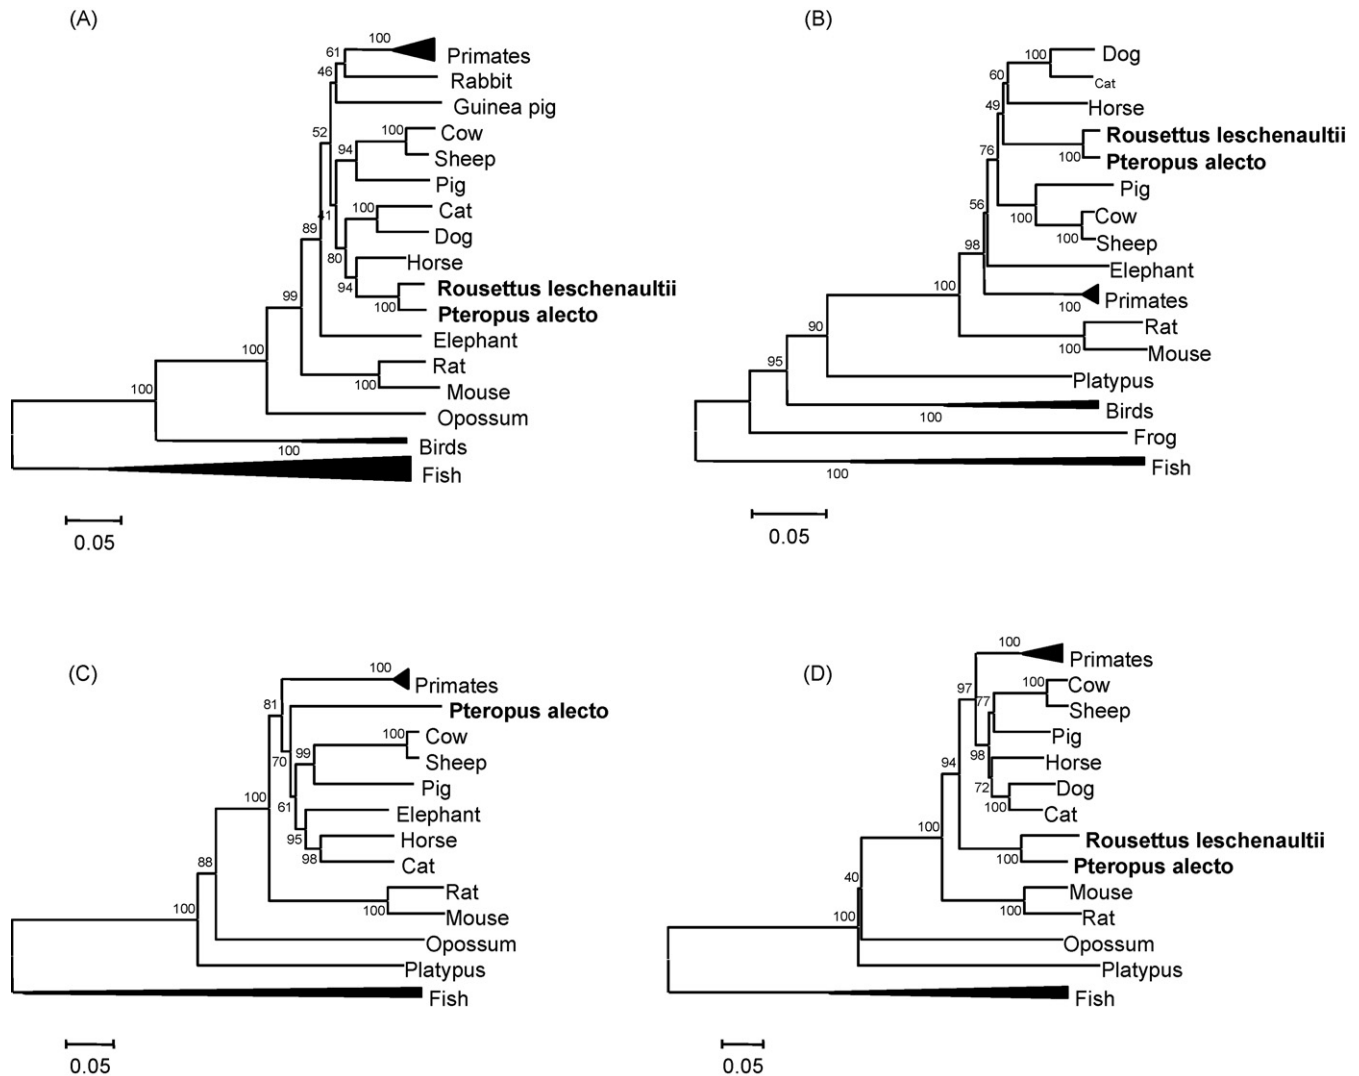 (A)
100
61
Primates
46
Rabbit
Guinea pig
52
100
Cow
94
Sheep
Pig
41
100
Cat
89
Dog
80
Horse
94
Rousettus leschenaultii
99
100
Pteropus alecto
Elephant
100
Rat
100
Mouse
100
Opossum
Birds
100
Fish
0.05
(B)
100
Dog
60
Cat
49
Horse
Rousettus leschenaultii
76
100
Pteropus alecto
Pig
56
100
Cow
100
Sheep
98
Elephant
100
100
Primates
90
Rat
100
Mouse
95
Platypus
100
Birds
Frog
100
Fish
0.05
(C)
100
Primates
81
Pteropus alecto
100
Cow
99
70
Sheep
Pig
100
61
Elephant
95
Horse
98
Cat
88
Rat
100
100
Mouse
Opossum
Platypus
Fish
0.05
(D)
100
Primates
97
100
Cow
77
Sheep
Pig
98
94
Horse
72
Dog
100
Cat
100
Rousettus leschenaultii
100
Pteropus alecto
40
Mouse
100
100
Rat
Opossum
Platypus
Fish
0.05